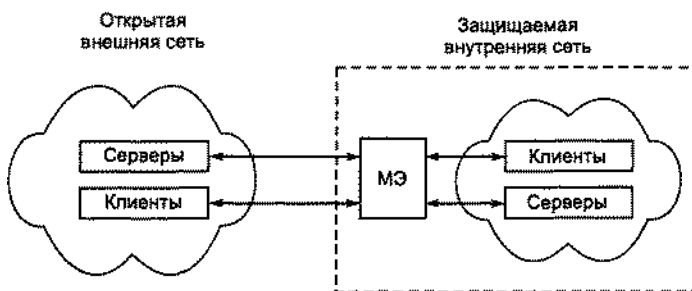 Открытая
внешняя сеть
Защищаемая
внутренняя сеть
Серверы
Клиенты
МЭ
Клиенты
Серверы